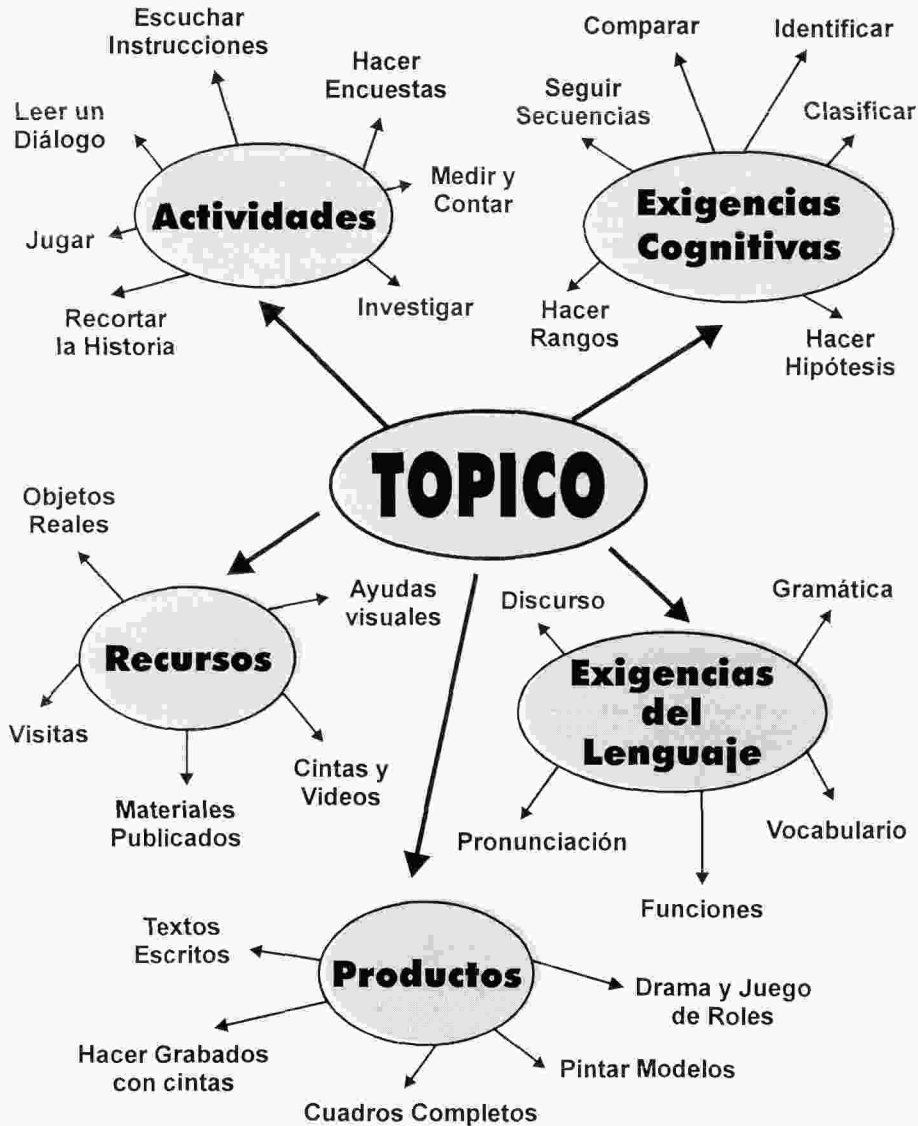 Escuchar
Instrucciones
Hacer
Encuestas
Leer un
Diálogo
Medir y
Contar
Actividades
Jugar
Investigar
Recortar
la Historia
Comparar
Identificar
Seguir
Secuencias
Clasificar
Exigencias
Cognitivas
Hacer
Rangos
Hacer
Hipótesis
TOPICO
Objetos
Reales
Ayudas
visuales
Recursos
Visitas
Materiales
Publicados
Cintas y
Videos
Discurso
Gramática
Exigencias
del
Lenguaje
Pronunciación
Vocabulario
Funciones
Textos
Escritos
Productos
Drama y Juego
de Roles
Hacer Grabados
con cintas
Pintar Modelos
Cuadros Completos